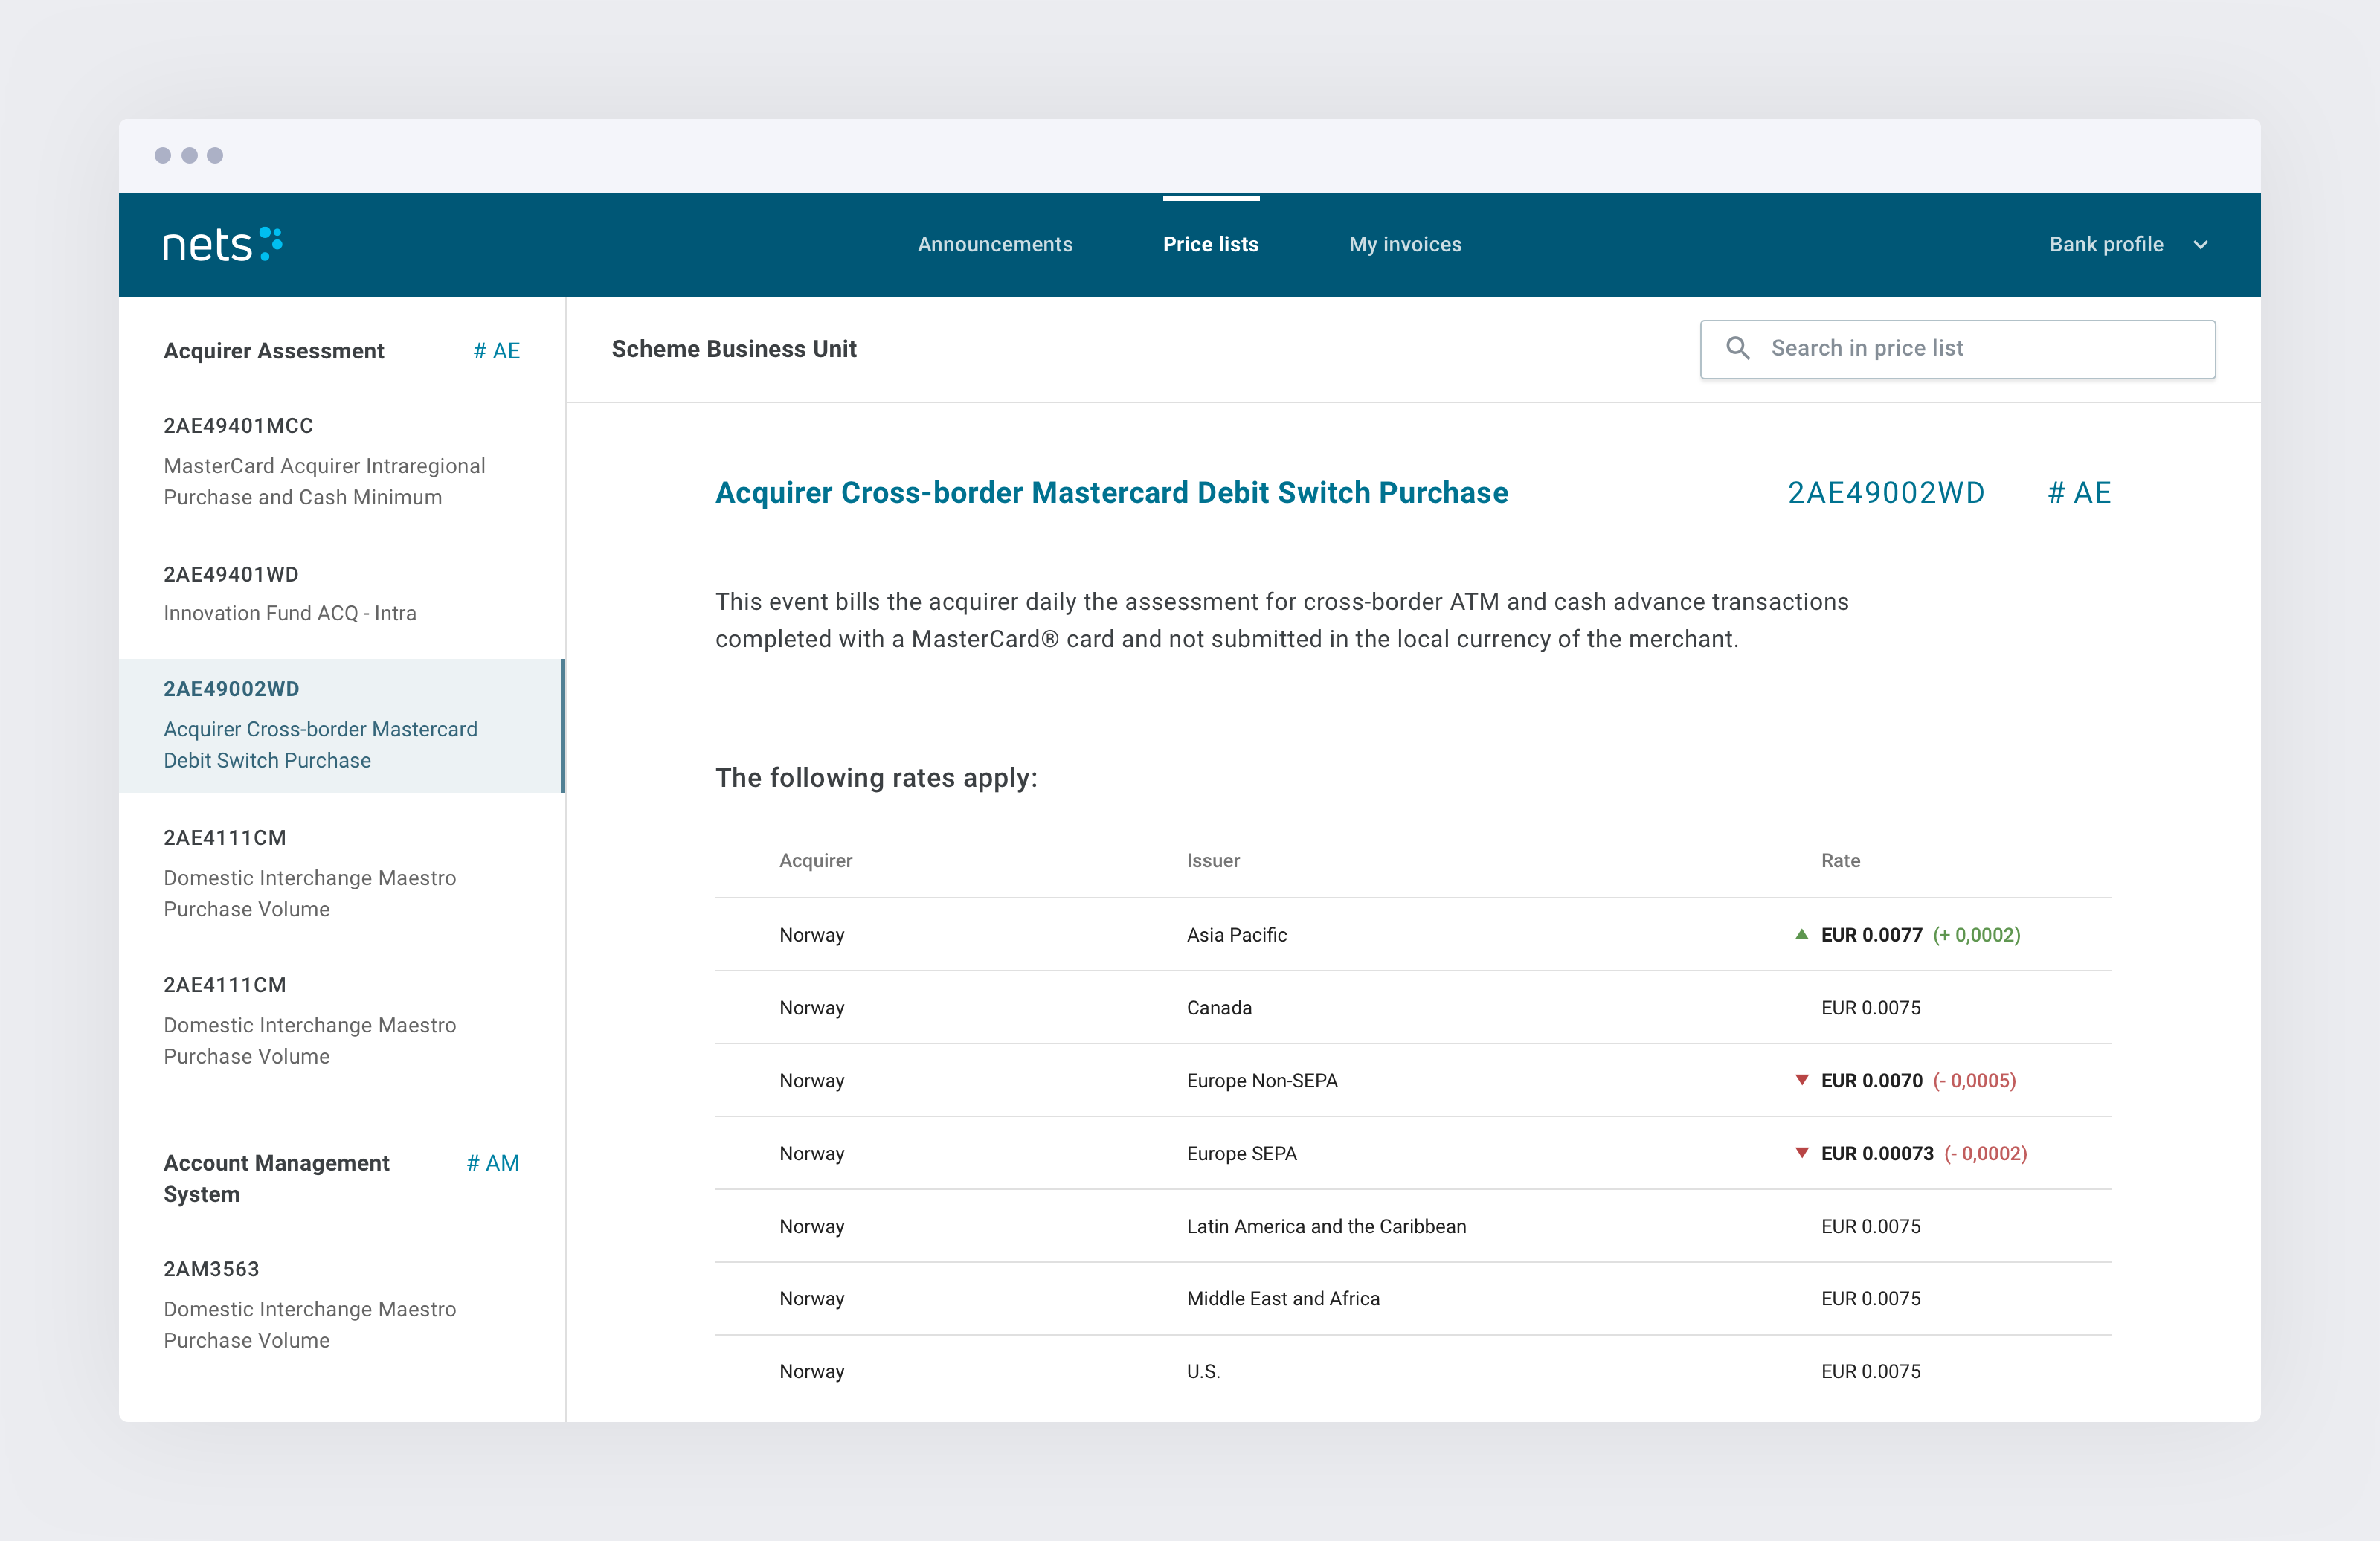 nets
Announcements
Price lists
My invoices
Bank profile
Acquirer Assessment # AE
2AE49401MCC
MasterCard Acquirer Intraregional
Purchase and Cash Minimum
2AE49401WD
Innovation Fund ACQ - Intra
2AE49002WD
Acquirer Cross-border Mastercard
Debit Switch Purchase
2AE4111CM
Domestic Interchange Maestro
Purchase Volume
2AE4111CM
Domestic Interchange Maestro
Purchase Volume
Account Management # AM
System
2AM3563
Domestic Interchange Maestro
Purchase Volume
Scheme Business Unit
Search in price list
Acquirer Cross-border Mastercard Debit Switch Purchase 2AE49002WD # AE
This event bills the acquirer daily the assessment for cross-border ATM and cash advance transactions
completed with a MasterCard® card and not submitted in the local currency of the merchant.
The following rates apply:
Acquirer Issuer Rate
Norway Asia Pacific ▲ EUR 0.0077 (+ 0,0002)
Norway Canada EUR 0.0075
Norway Europe Non-SEPA ▼ EUR 0.0070 (- 0,0005)
Norway Europe SEPA ▼ EUR 0.00073 (- 0,0002)
Norway Latin America and the Caribbean EUR 0.0075
Norway Middle East and Africa EUR 0.0075
Norway U.S. EUR 0.0075